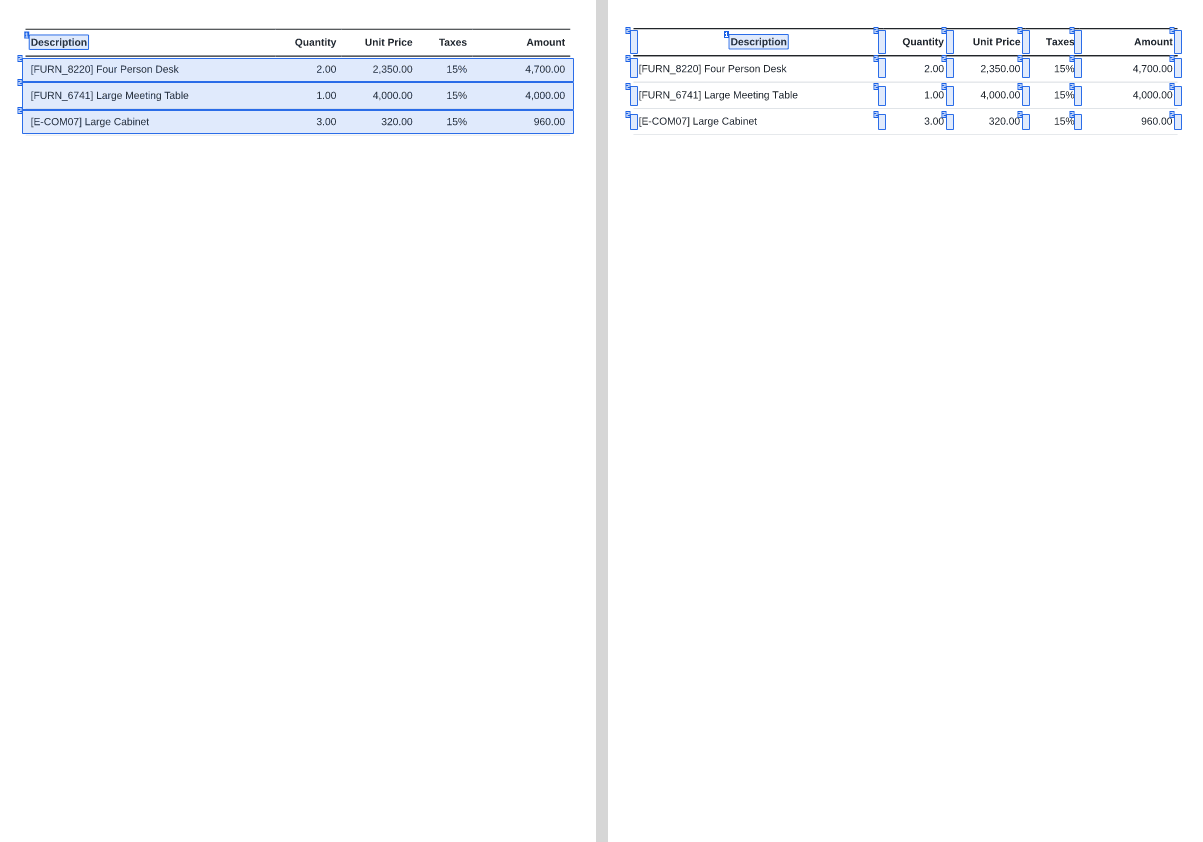 Description Quantity Unit Price Taxes Amount
[FURN_8220] Four Person Desk 2.00 2,350.00 15% 4,700.00
[FURN_6741] Large Meeting Table 1.00 4,000.00 15% 4,000.00
[E-COM07] Large Cabinet 3.00 320.00 15% 960.00
Description Quantity Unit Price Taxes Amount
[FURN_8220] Four Person Desk 2.00 2,350.00 15% 4,700.00
[FURN_6741] Large Meeting Table 1.00 4,000.00 15% 4,000.00
[E-COM07] Large Cabinet 3.00 320.00 15% 960.00